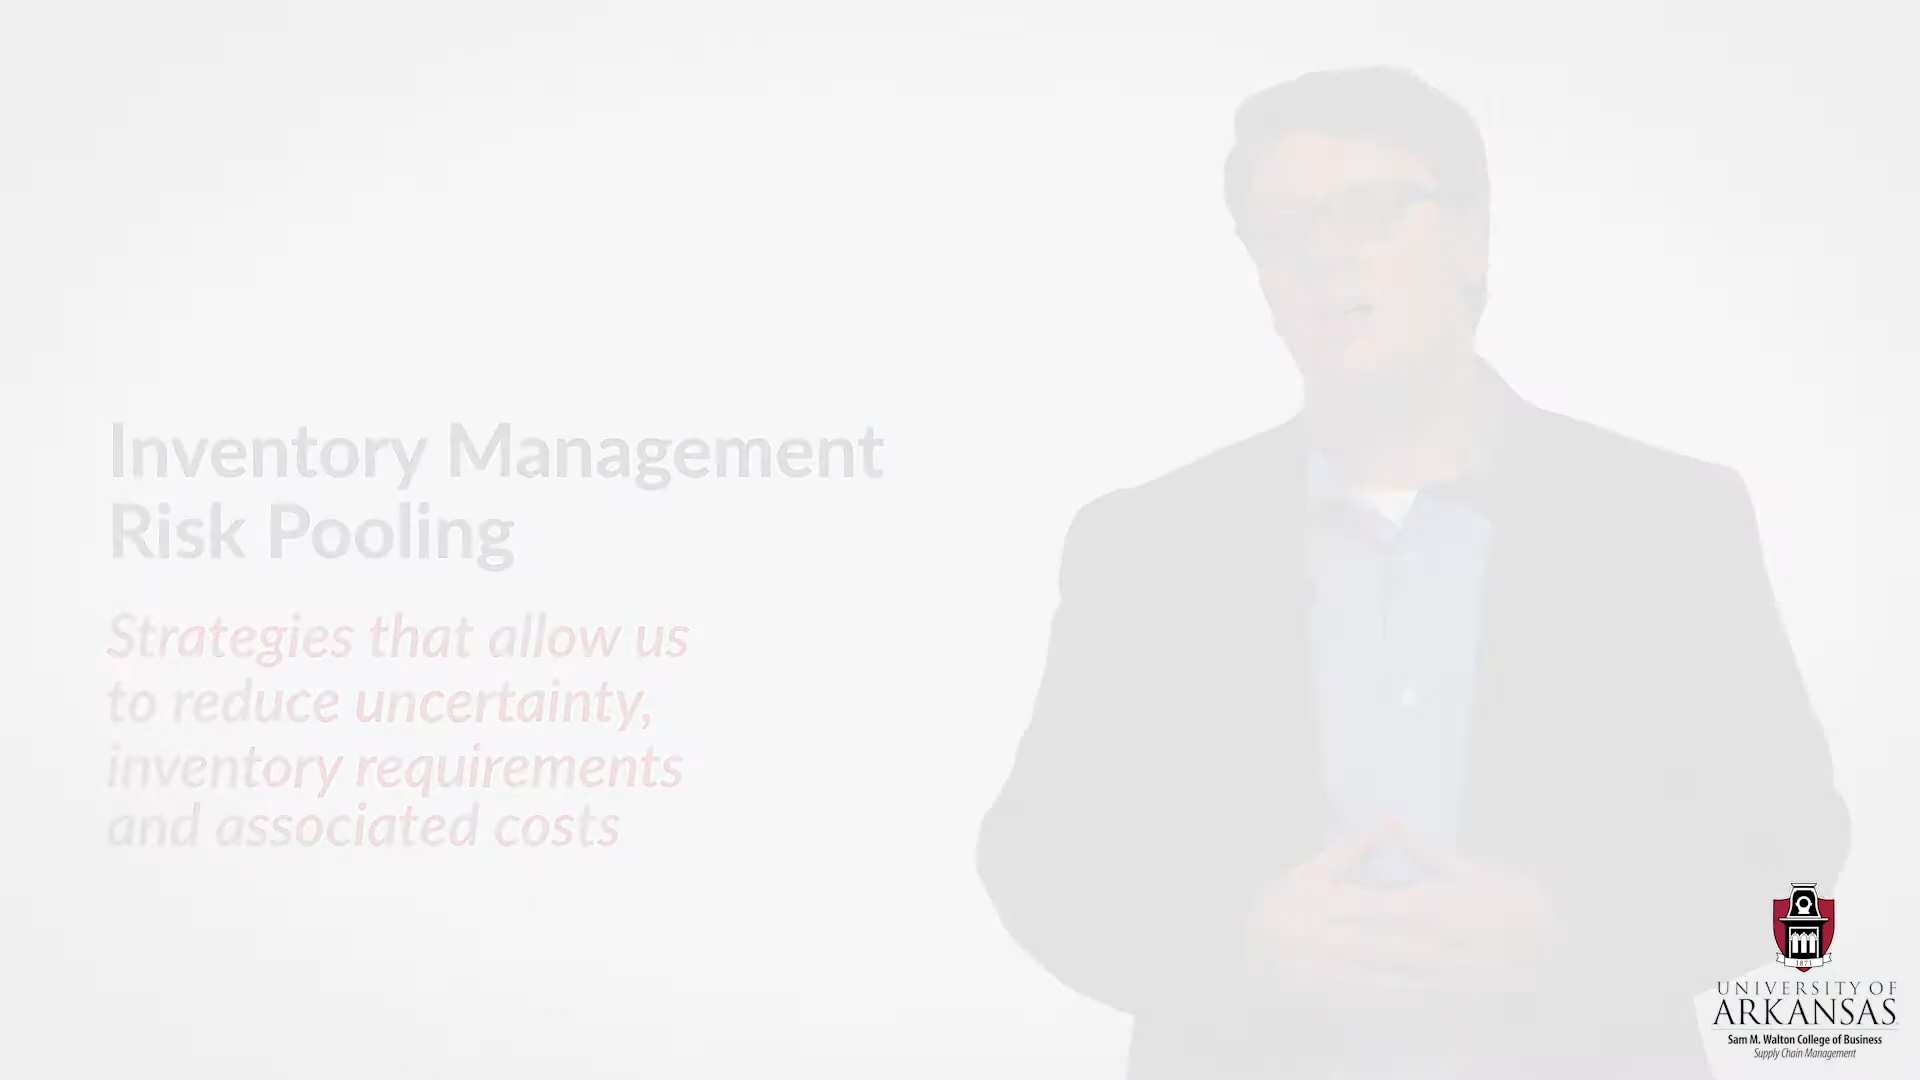 Inventory Management
Risk Pooling
Strategies that allow us
to reduce uncertainty,
inventory requirements
and associated costs
1871
UNIVERSITY OF
ARKANSAS
Sam M. Walton College of Business
Supply Chain Management